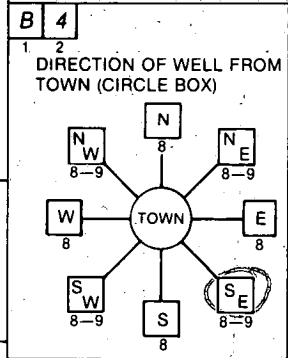 B 4
1 2
DIRECTION OF WELL FROM
TOWN (CIRCLE BOX)
N
8
N W
8-9
N E
8-9
W
8
TOWN
E
8
S W
8-9
S
8
S E
8-9